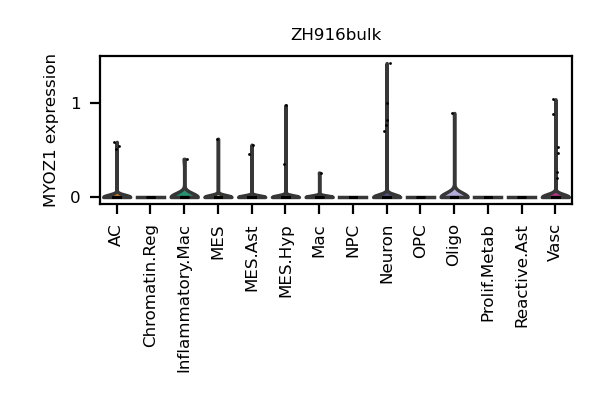 ZH916bulk
MYOZ1 expression
1
0
AC
Chromatin.Reg
Inflammatory.Mac
MES
MES.Ast
MES.Hyp
Mac
NPC
Neuron
OPC
Oligo
Prolif.Metab
Reactive.Ast
Vasc